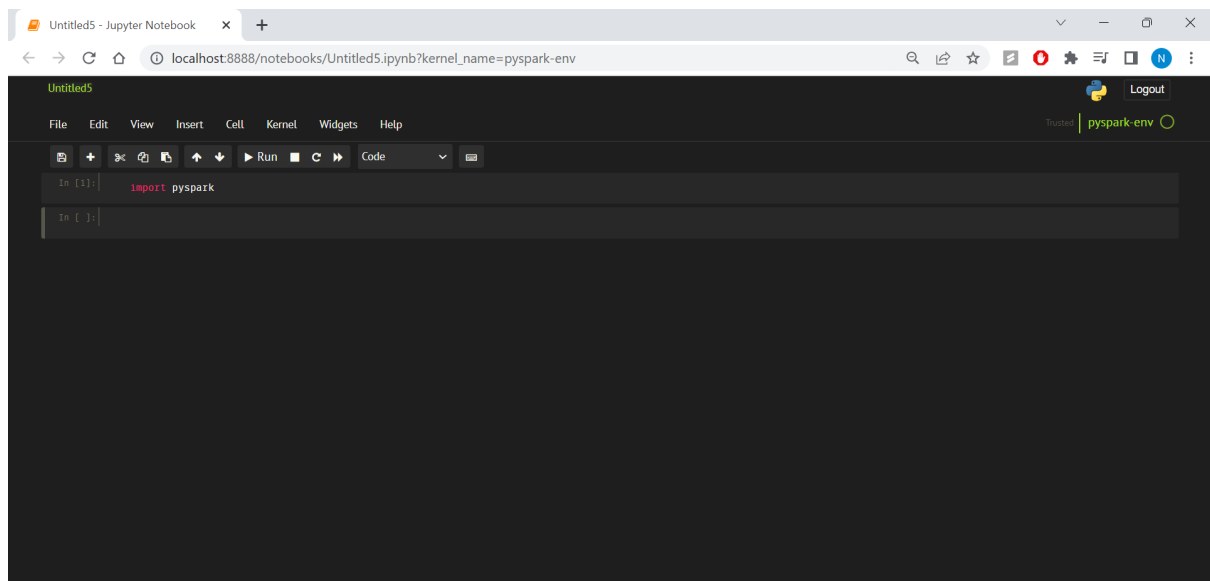 Untitled5 - Jupyter Notebook
localhost:8888/notebooks/Untitled5.ipynb?kernel_name=pyspark-env
N
Untitled5
Logout
File Edit View Insert Cell Kernel Widgets Help
Trusted pyspark-env
Run Code
In [1]: import pyspark
In [ ]: